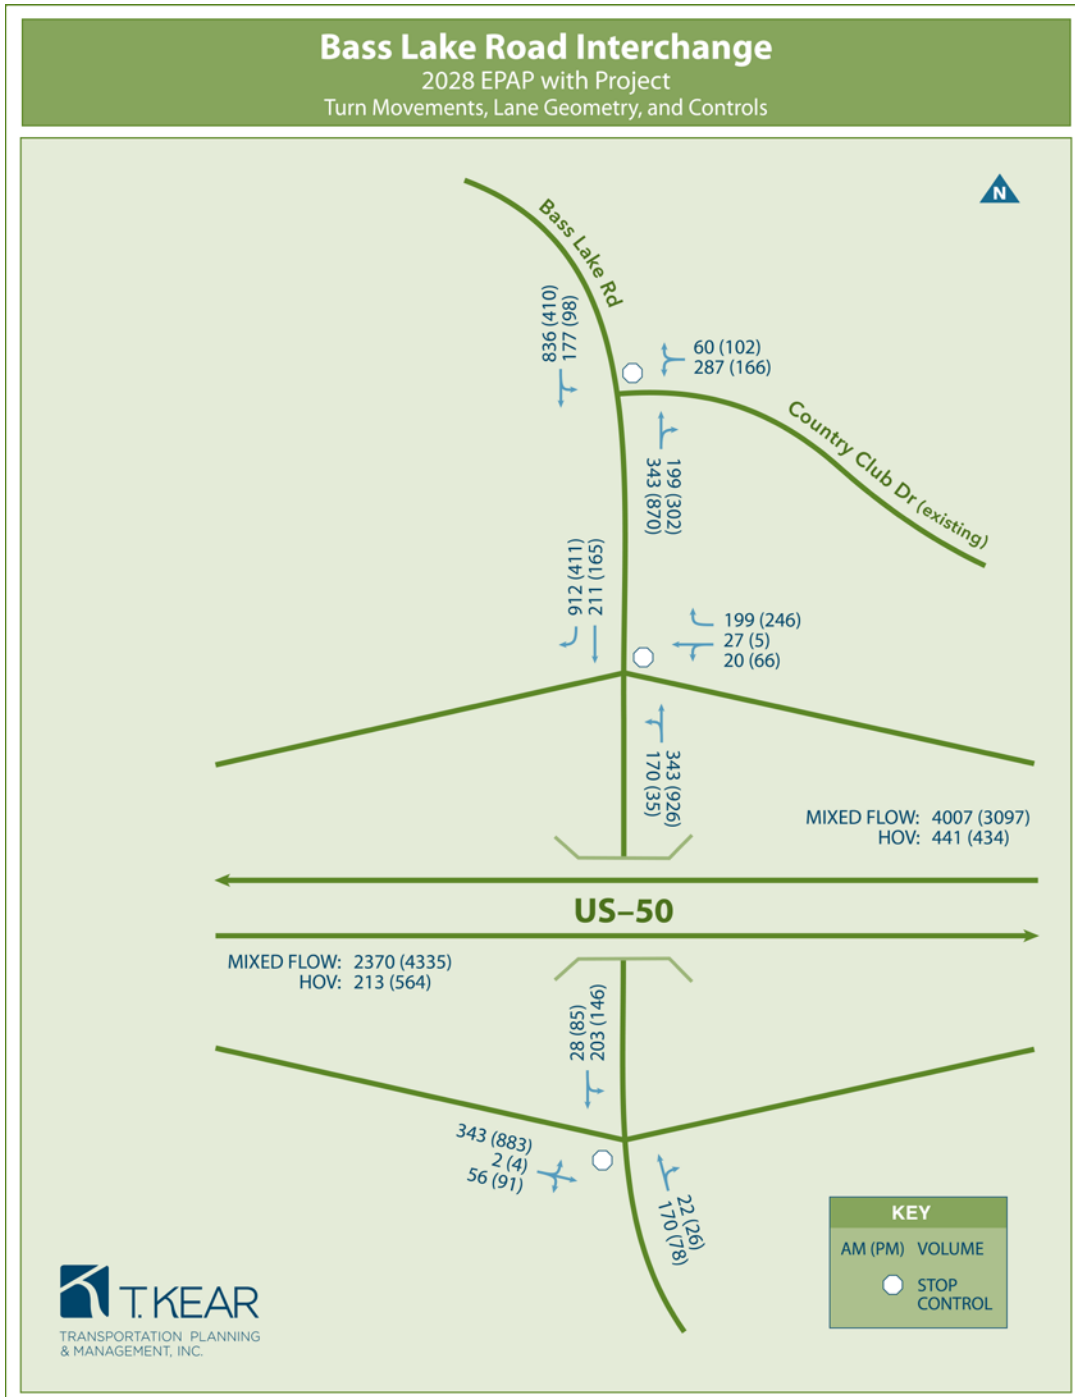 Bass Lake Road Interchange
2028 EPAP with Project
Turn Movements, Lane Geometry, and Controls
N
Bass Lake Rd
836 (410)
177 (98)
60 (102)
287 (166)
Country Club Dr (existing)
199 (302)
343 (870)
912 (411)
211 (165)
199 (246)
27 (5)
20 (66)
343 (926)
170 (35)
MIXED FLOW: 4007 (3097)
HOV: 441 (434)
US–50
MIXED FLOW: 2370 (4335)
HOV: 213 (564)
28 (85)
203 (146)
343 (883)
2 (4)
56 (91)
22 (26)
170 (78)
KEY
AM (PM) VOLUME
STOP
CONTROL
T.KEAR
TRANSPORTATION PLANNING
& MANAGEMENT, INC.